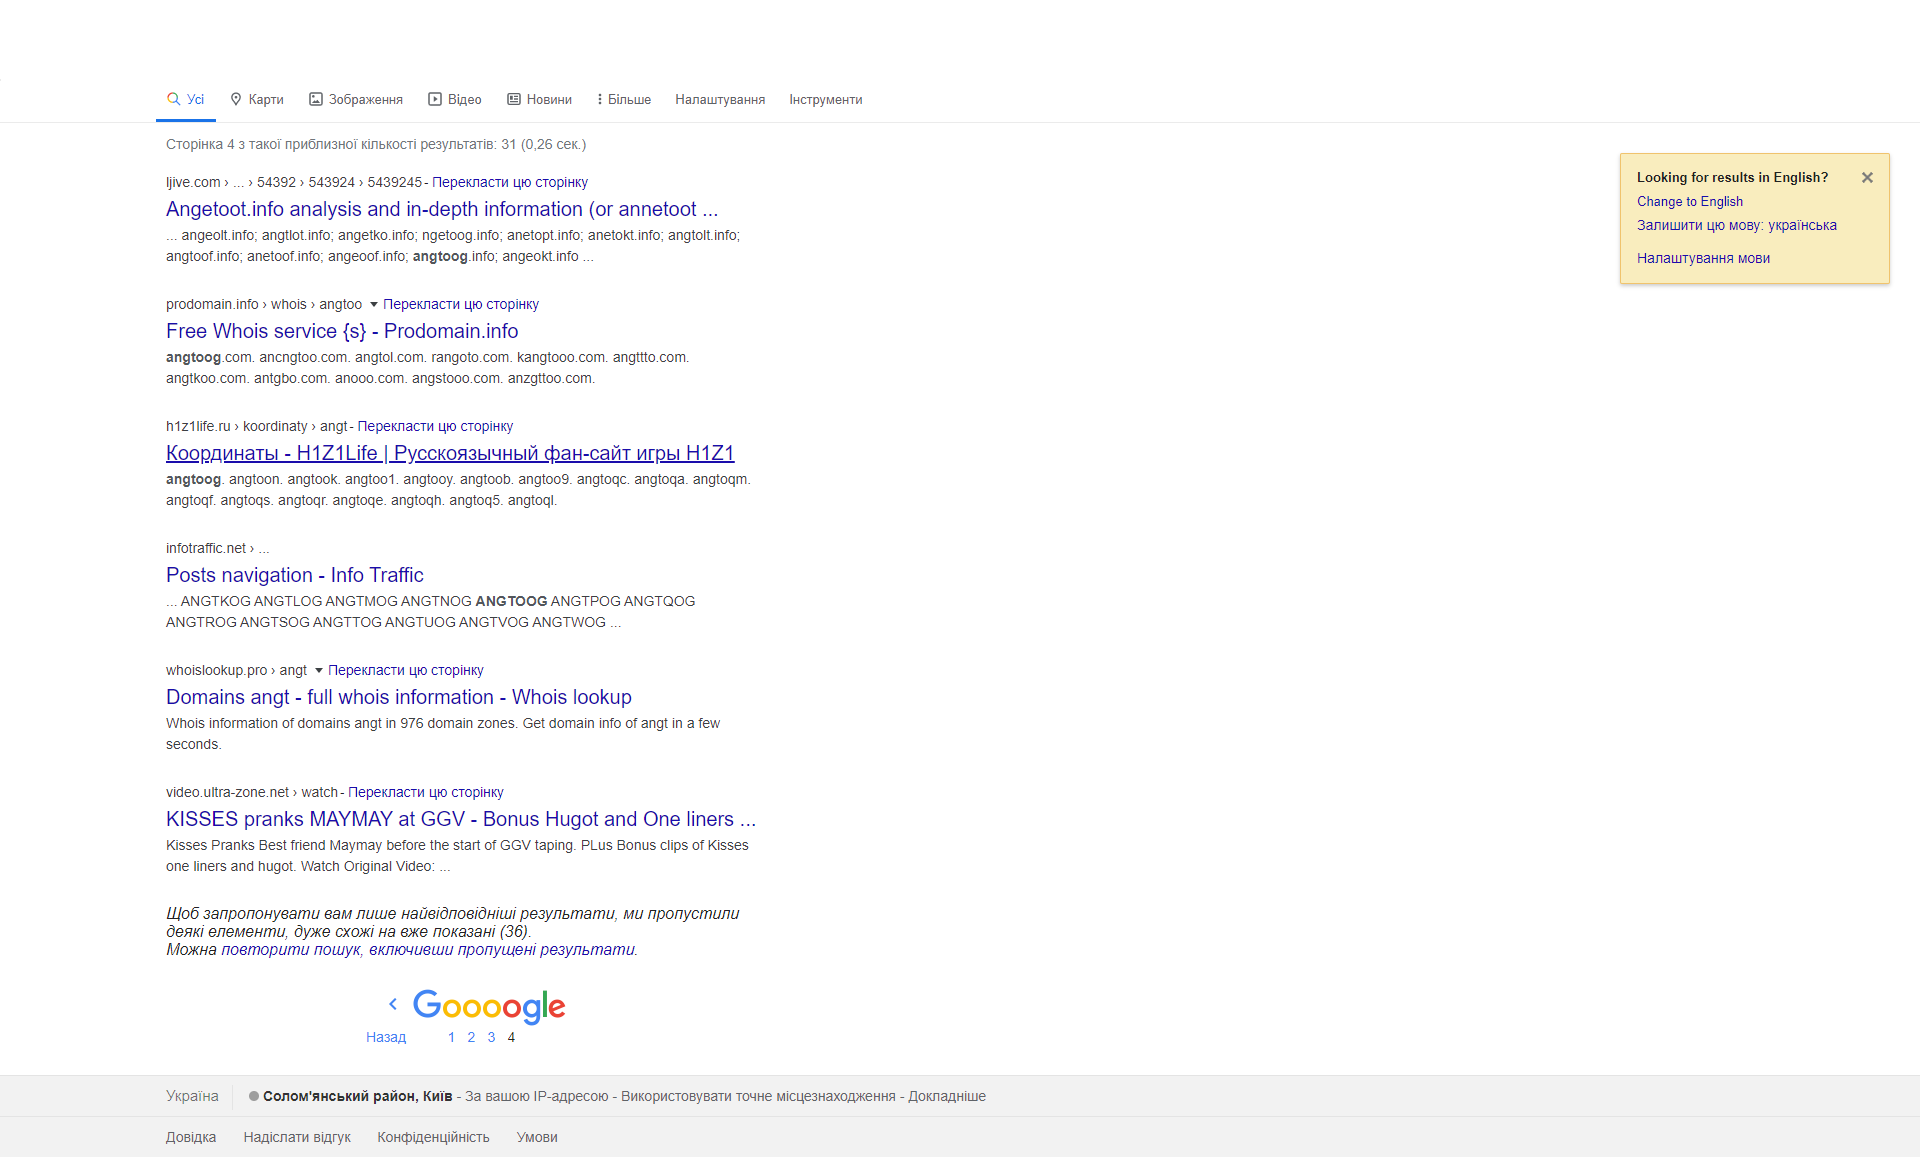 Усі Карти Зображення Відео Новини Більше Налаштування Інструменти
Сторінка 4 з такої приблизної кількості результатів: 31 (0,26 сек.)
Looking for results in English?
Change to English
Залишити цю мову: українська
Налаштування мови
ljive.com › ... › 54392 › 543924 › 5439245 - Перекласти цю сторінку
Angetoot.info analysis and in-depth information (or annetoot ...
... angeolt.info; angtlot.info; angetko.info; ngetoog.info; anetopt.info; anetokt.info; angtolt.info;
angtoof.info; anetoof.info; angeoof.info; angtoog.info; angeokt.info ...
prodomain.info › whois › angtoo Перекласти цю сторінку
Free Whois service {s} - Prodomain.info
angtoog.com. ancngtoo.com. angtol.com. rangoto.com. kangtooo.com. angttto.com.
angtkoo.com. antgbo.com. anooo.com. angstooo.com. anzgttoo.com.
h1z1life.ru › koordinaty › angt - Перекласти цю сторінку
Координаты - H1Z1Life | Русскоязычный фан-сайт игры H1Z1
angtoog. angtoon. angtook. angtoo1. angtooy. angtoob. angtoo9. angtoqc. angtoqa. angtoqm.
angtoqf. angtoqs. angtoqr. angtoqe. angtoqh. angtoq5. angtoql.
infotraffic.net › ...
Posts navigation - Info Traffic
... ANGTKOG ANGTLOG ANGTMOG ANGTNOG ANGTOOG ANGTPOG ANGTQOG
ANGTROG ANGTSOG ANGTTOG ANGTUOG ANGTVOG ANGTWOG ...
whoislookup.pro › angt Перекласти цю сторінку
Domains angt - full whois information - Whois lookup
Whois information of domains angt in 976 domain zones. Get domain info of angt in a few
seconds.
video.ultra-zone.net › watch - Перекласти цю сторінку
KISSES pranks MAYMAY at GGV - Bonus Hugot and One liners ...
Kisses Pranks Best friend Maymay before the start of GGV taping. PLus Bonus clips of Kisses
one liners and hugot. Watch Original Video: ...
Щоб запропонувати вам лише найвідповідніші результати, ми пропустили
деякі елементи, дуже схожі на вже показані (36).
Можна повторити пошук, включивши пропущені результати.
Goooogle
Назад 1 2 3 4
Україна Солом'янський район, Київ - За вашою IP-адресою - Використовувати точне місцезнаходження - Докладніше
Довідка Надіслати відгук Конфіденційність Умови